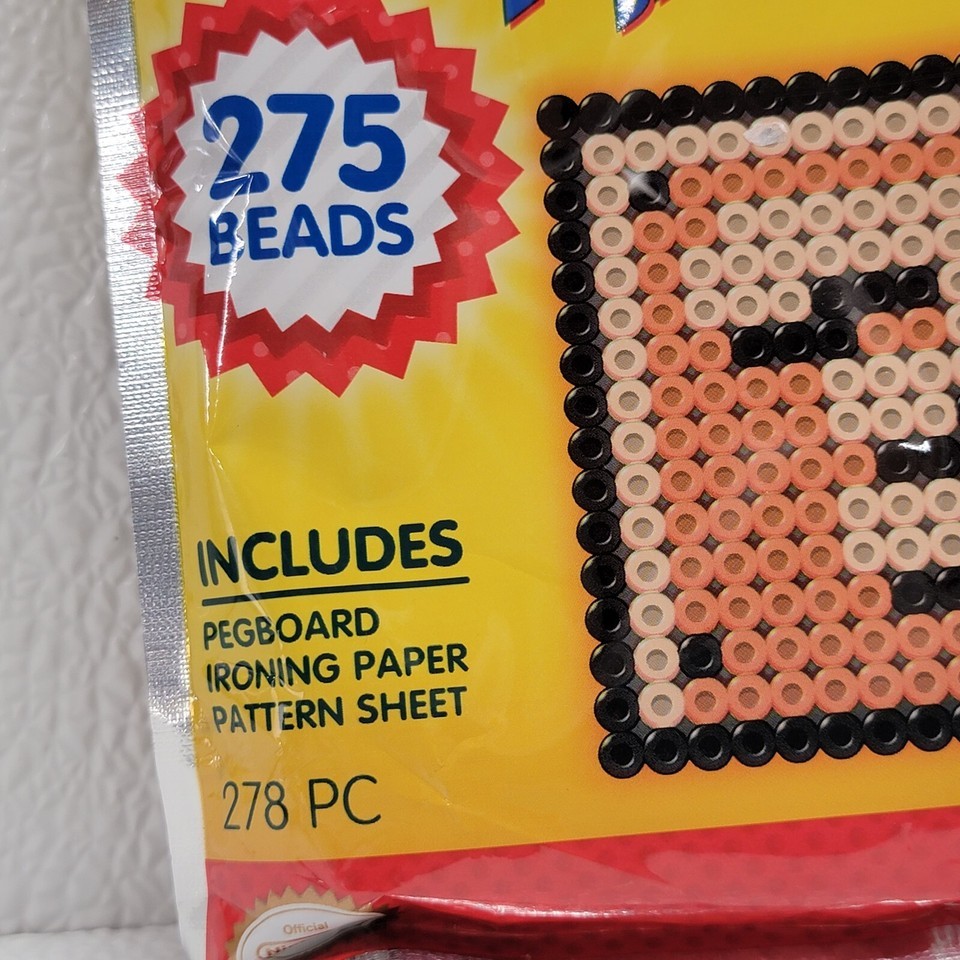 275
BEADS
INCLUDES
PEGBOARD
IRONING PAPER
PATTERN SHEET
278 PC
Official